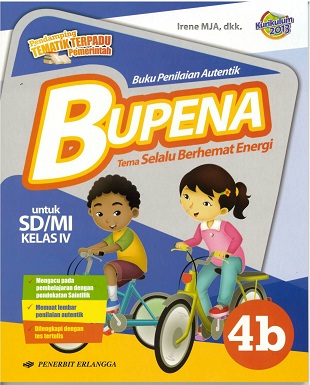 Irene MJA, dkk.
Kurikulum
2013
Pendamping
TEMATIK TERPADU
Pemerintah
Buku Penilaian Autentik
BUPENA
Tema Selalu Berhemat Energi
untuk
SD/MI
KELAS IV
Mengacu pada
pembelajaran dengan
pendekatan Saintifik
Memuat lembar
penilaian autentik
Dilengkapi dengan
tes tertulis
4b
PENERBIT ERLANGGA